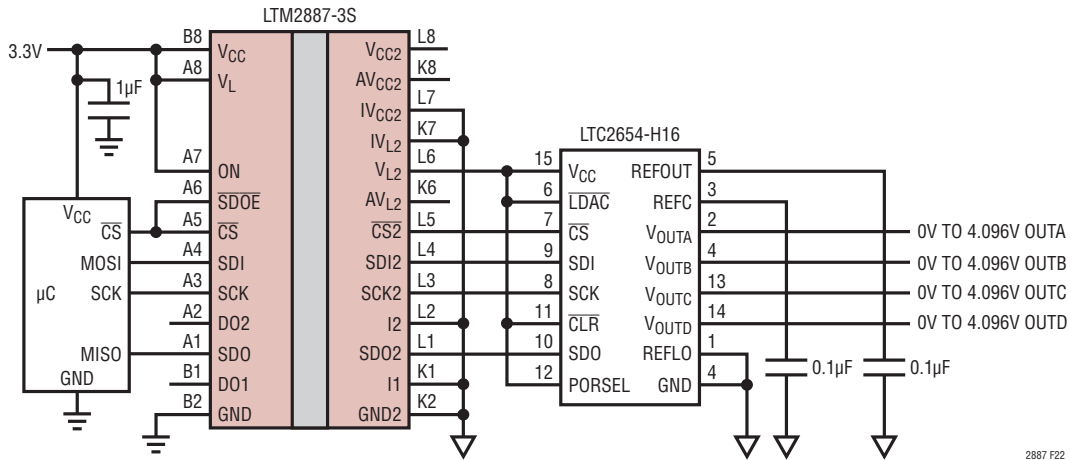 LTM2887-3S
3.3V
1µF
B8
A8
A7
A6
A5
A4
A3
A2
A1
B1
B2
VCC
VL
ON
SDOE
CS
SDI
SCK
DO2
SDO
DO1
GND
VCC2
AVCC2
IVCC2
IVL2
VL2
AVL2
CS2
SDI2
SCK2
I2
SDO2
I1
GND2
L8
K8
L7
K7
L6
K6
L5
L4
L3
L2
L1
K1
K2
VCC
CS
MOSI
µC
SCK
MISO
GND
LTC2654-H16
15
6
7
9
8
11
10
12
VCC
LDAC
CS
SDI
SCK
CLR
SDO
PORSEL
REFOUT
REFC
VOUTA
VOUTB
VOUTC
VOUTD
REFLO
GND
5
3
2
4
13
14
1
4
0V TO 4.096V OUTA
0V TO 4.096V OUTB
0V TO 4.096V OUTC
0V TO 4.096V OUTD
0.1µF
0.1µF
2887 F22